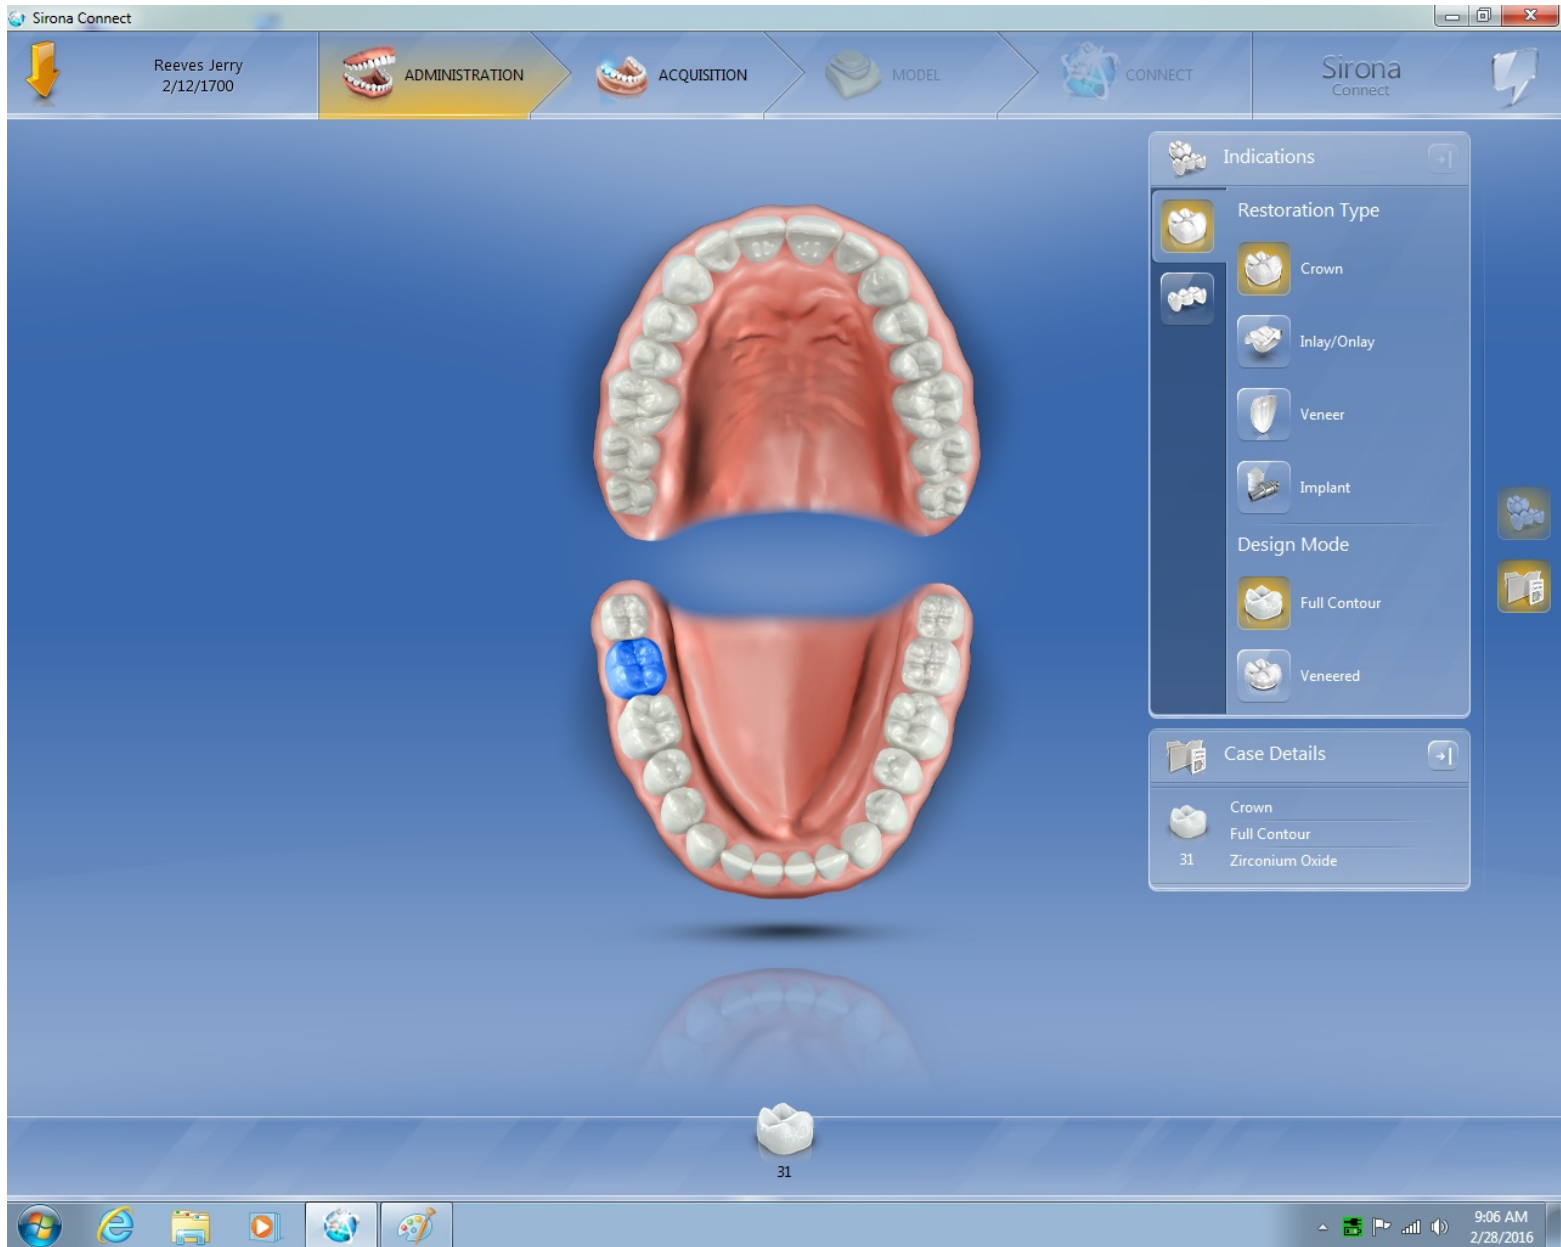 Sirona Connect
Reeves Jerry
2/12/1700
ADMINISTRATION
ACQUISITION
MODEL
CONNECT
Sirona
Connect
Indications
Restoration Type
Crown
Inlay/Onlay
Veneer
Implant
Design Mode
Full Contour
Veneered
Case Details
Crown
Full Contour
31
Zirconium Oxide
31
9:06 AM
2/28/2016